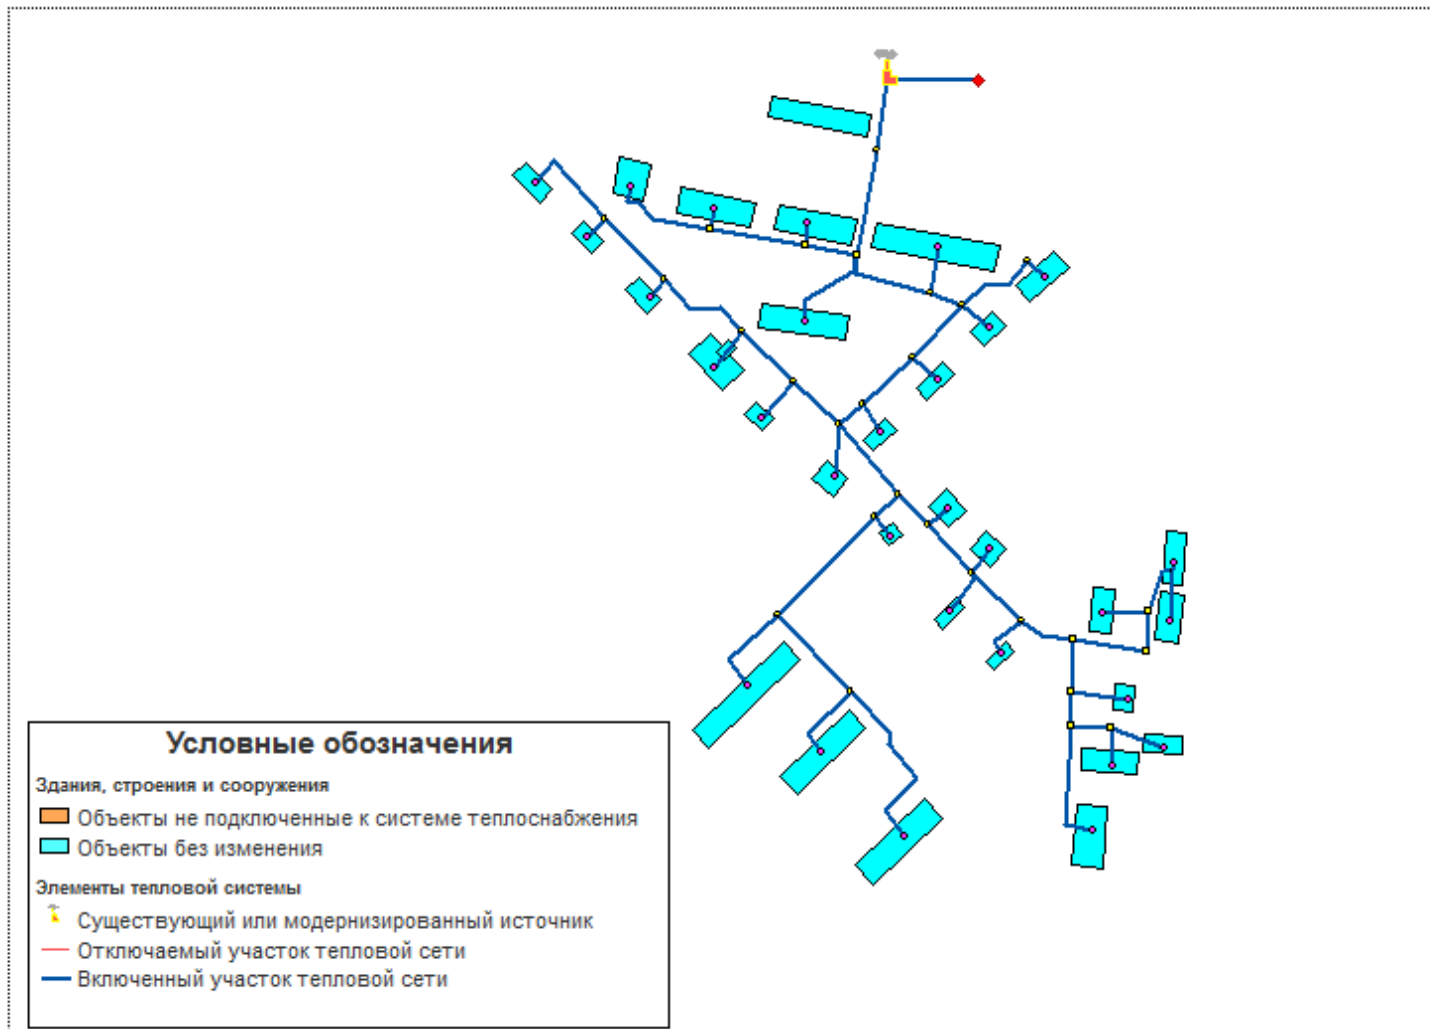 Условные обозначения
Здания, строения и сооружения
Объекты не подключенные к системе теплоснабжения
Объекты без изменения
Элементы тепловой системы
Существующий или модернизированный источник
Отключаемый участок тепловой сети
Включенный участок тепловой сети